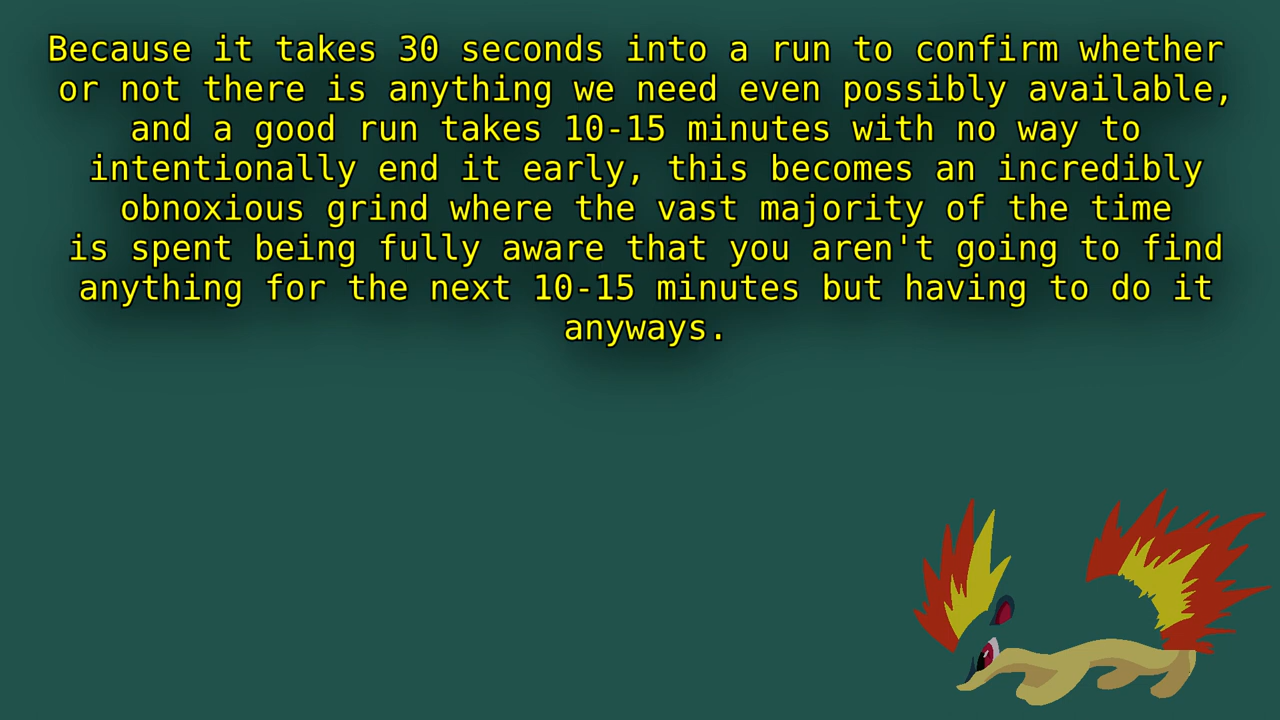 Because it takes 30 seconds into a run to confirm whether
or not there is anything we need even possibly available,
and a good run takes 10-15 minutes with no way to
intentionally end it early, this becomes an incredibly
obnoxious grind where the vast majority of the time
is spent being fully aware that you aren't going to find
anything for the next 10-15 minutes but having to do it
anyways.